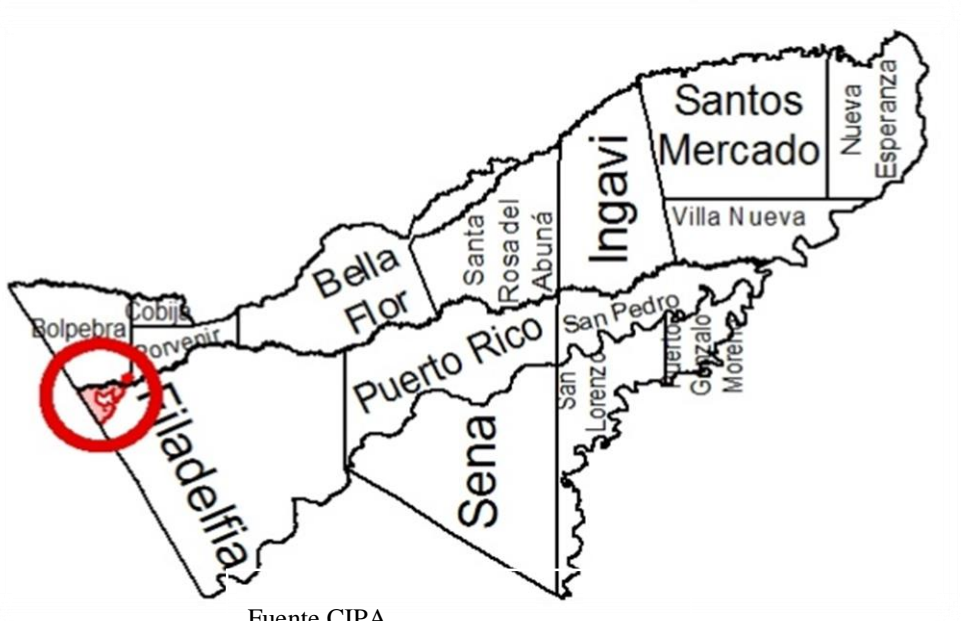 Santos
Mercado
Nueva
Esperanza
Ingavi
Villa Nueva
Santa
Rosa del
Abuná
Bella
Flor
Cobija
Bolpebra
Porvenir
San Pedro
Puerto Rico
San
Lorenzo
Puerto
Gonzalo
Moreno
Filadelfia
Sena
Fuente CIPA